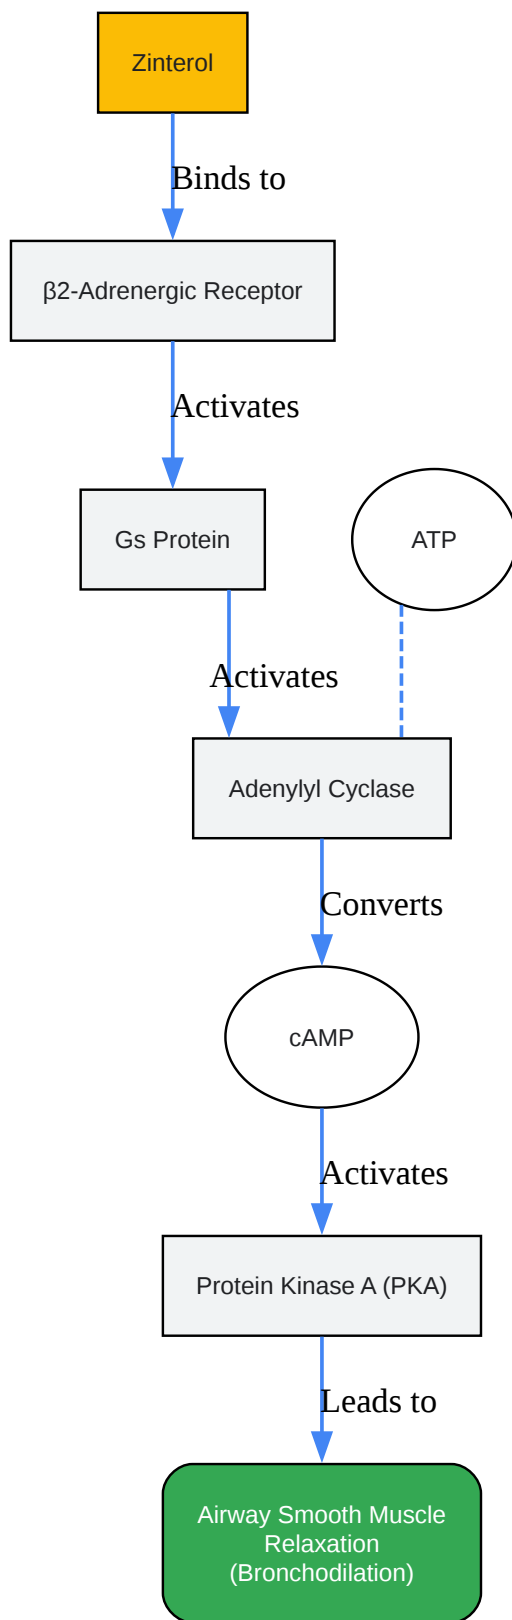 Zinterol
Binds to
β2-Adrenergic Receptor
Activates
Gs Protein
ATP
Activates
Adenylyl Cyclase
Converts
cAMP
Activates
Protein Kinase A (PKA)
Leads to
Airway Smooth Muscle
Relaxation
(Bronchodilation)